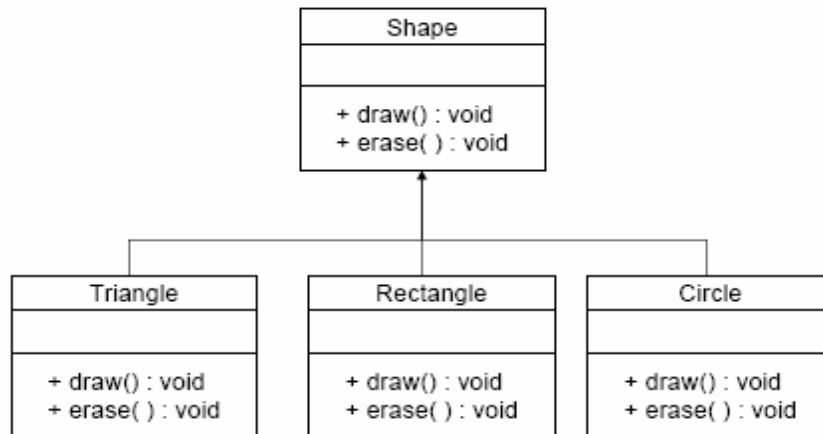 Shape
+ draw() : void
+ erase( ) : void
Triangle
+ draw() : void
+ erase( ) : void
Rectangle
+ draw() : void
+ erase( ) : void
Circle
+ draw() : void
+ erase( ) : void